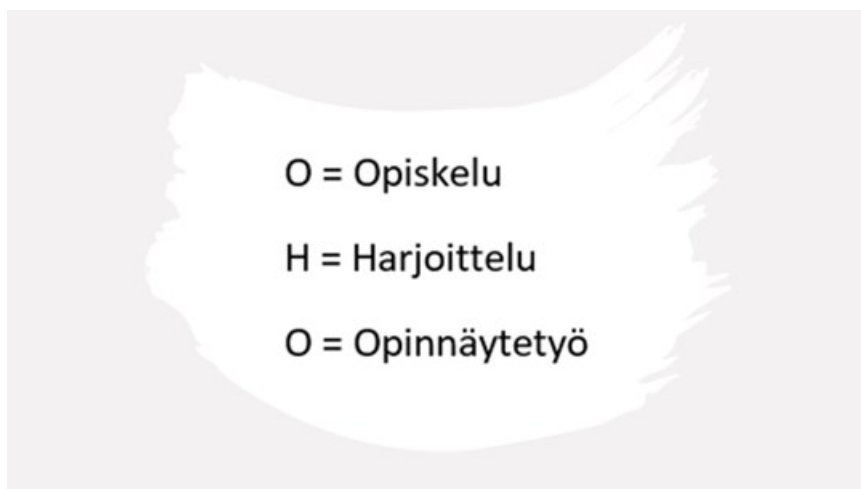 O = Opiskelu
H = Harjoittelu
O = Opinnäytetyö